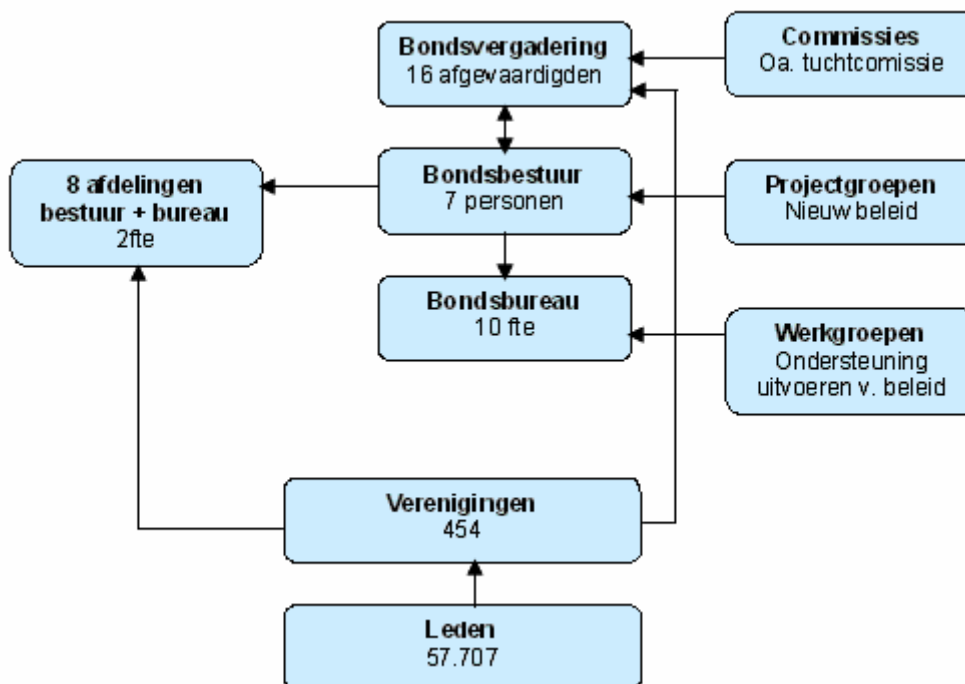 Bondsvergadering
16 afgevaardigden
Commissies
Oa. tuchtcomissie
8 afdelingen
bestuur + bureau
2fte
Bondsbestuur
7 personen
Projectgroepen
Nieuw beleid
Bondsbureau
10 fte
Werkgroepen
Ondersteuning
uitvoeren v. beleid
Verenigingen
454
Leden
57.707